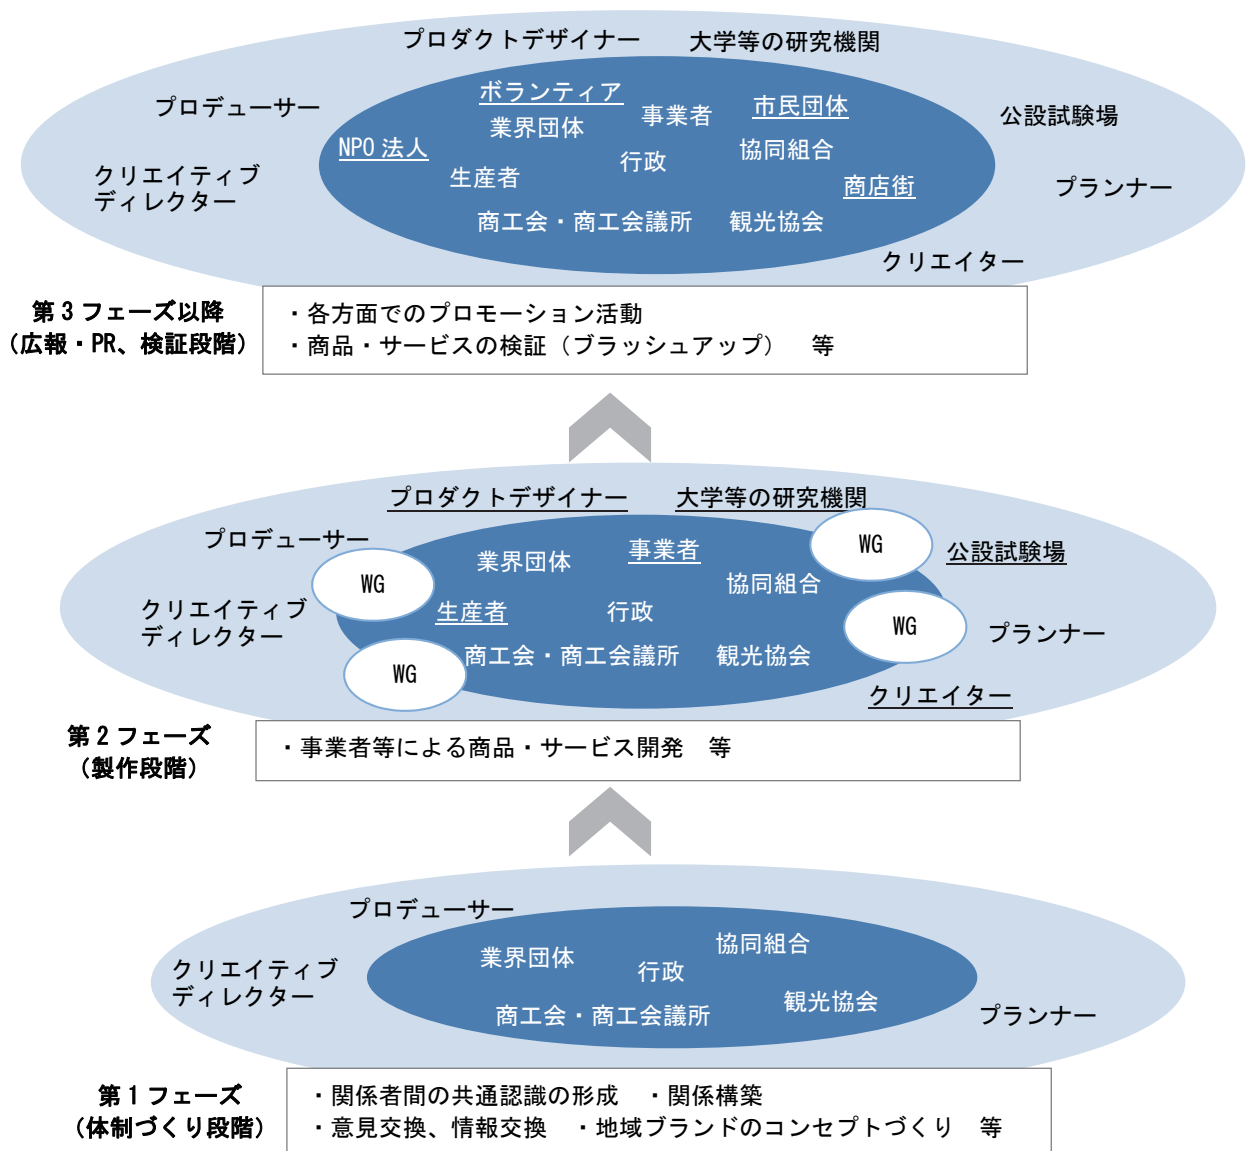 プロダクトデザイナー
大学等の研究機関
プロデューサー
ボランティア
事業者
市民団体
公設試験場
業界団体
NPO 法人
行政
協同組合
クリエイティブ
ディレクター
生産者
商店街
プランナー
商工会・商工会議所
観光協会
クリエイター
第 3 フェーズ以降
(広報・PR、検証段階)
・各方面でのプロモーション活動
・商品・サービスの検証(ブラッシュアップ) 等
プロダクトデザイナー
大学等の研究機関
プロデューサー
WG
業界団体
事業者
WG
公設試験場
協同組合
クリエイティブ
ディレクター
生産者
行政
WG
プランナー
WG
商工会・商工会議所
観光協会
クリエイター
第 2 フェーズ
(製作段階)
・事業者等による商品・サービス開発 等
プロデューサー
業界団体
協同組合
クリエイティブ
ディレクター
行政
商工会・商工会議所
観光協会
プランナー
第 1 フェーズ
(体制づくり段階)
・関係者間の共通認識の形成 ・関係構築
・意見交換、情報交換 ・地域ブランドのコンセプトづくり 等